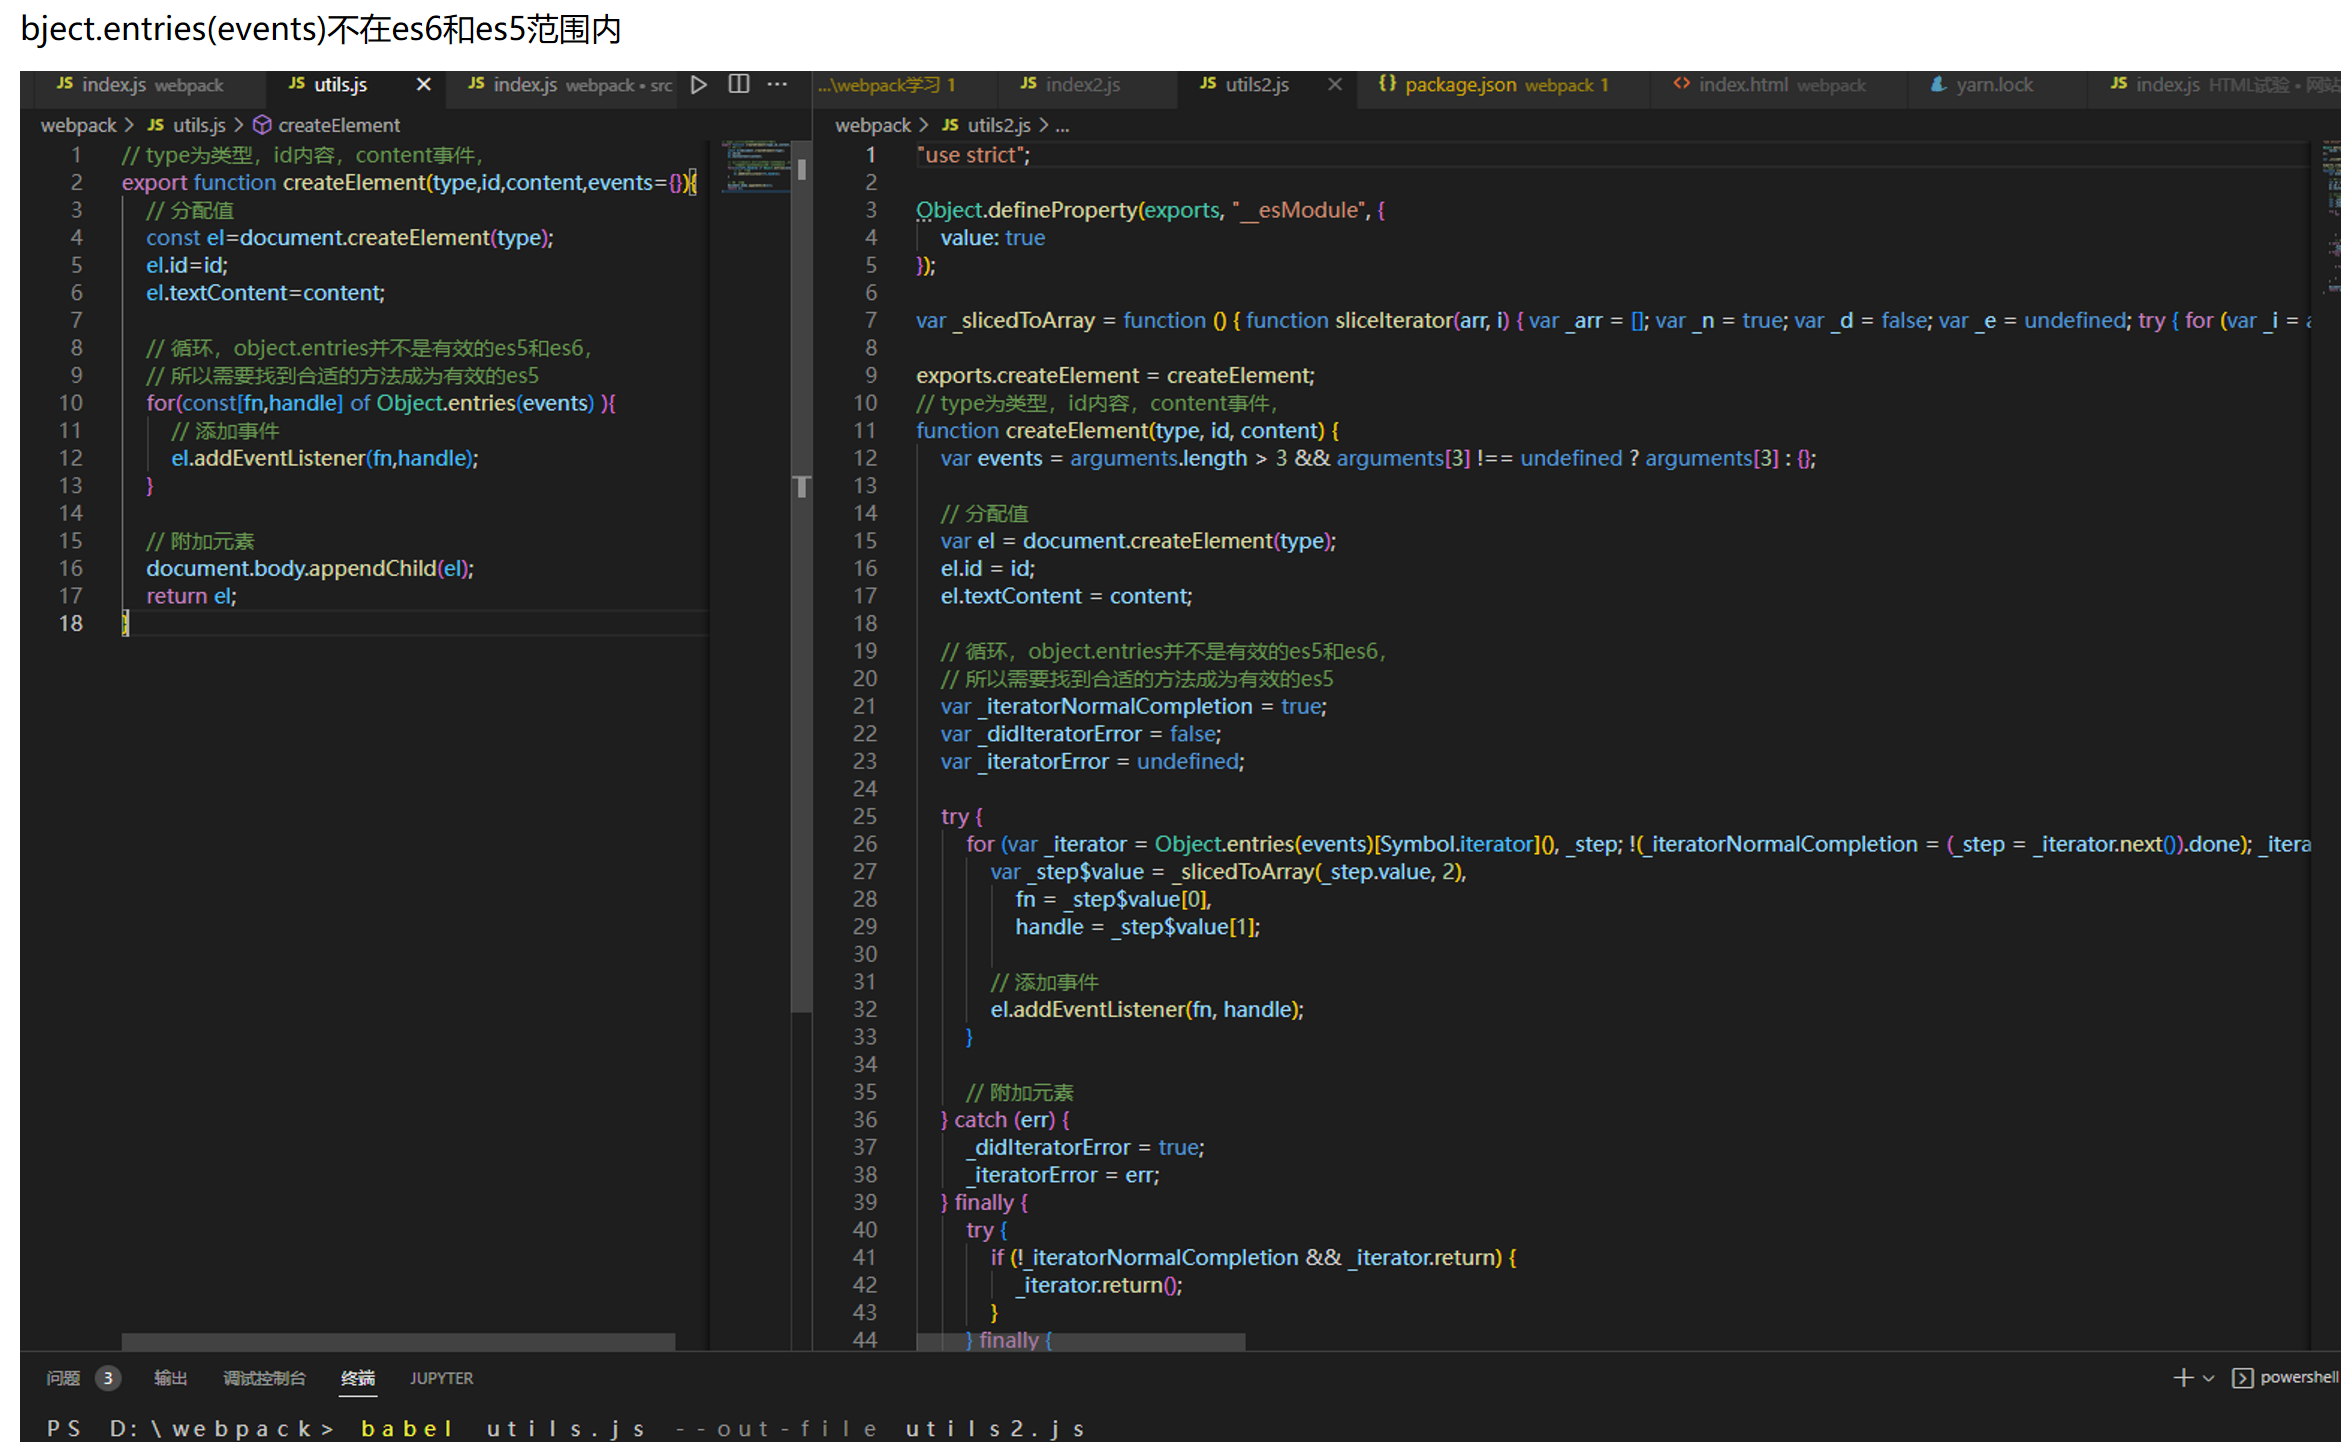 bject.entries(events)不在es6和es5范围内
JS index.js webpack
JS utils.js
JS index.js webpack • src
...\webpack学习 1
JS index2.js
JS utils2.js
{} package.json webpack 1
<> index.html webpack
yarn.lock
JS index.js HTML试验 • 网站
webpack > JS utils.js > createElement
1 // type为类型，id内容，content事件，
2 export function createElement(type,id,content,events={}){
3 // 分配值
4 const el=document.createElement(type);
5 el.id=id;
6 el.textContent=content;
7
8 // 循环，object.entries并不是有效的es5和es6，
9 // 所以需要找到合适的方法成为有效的es5
10 for(const[fn,handle] of Object.entries(events) ){
11 // 添加事件
12 el.addEventListener(fn,handle);
13 }
14
15 // 附加元素
16 document.body.appendChild(el);
17 return el;
18 }
webpack > JS utils2.js > ...
1 "use strict";
2
3 Object.defineProperty(exports, "__esModule", {
4 value: true
5 });
6
7 var _slicedToArray = function () { function sliceIterator(arr, i) { var _arr = []; var _n = true; var _d = false; var _e = undefined; try { for (var _i =
8
9 exports.createElement = createElement;
10 // type为类型，id内容，content事件，
11 function createElement(type, id, content) {
12 var events = arguments.length > 3 && arguments[3] !== undefined ? arguments[3] : {};
13
14 // 分配值
15 var el = document.createElement(type);
16 el.id = id;
17 el.textContent = content;
18
19 // 循环，object.entries并不是有效的es5和es6，
20 // 所以需要找到合适的方法成为有效的es5
21 var _iteratorNormalCompletion = true;
22 var _didIteratorError = false;
23 var _iteratorError = undefined;
24
25 try {
26 for (var _iterator = Object.entries(events)[Symbol.iterator](), _step; !(_iteratorNormalCompletion = (_step = _iterator.next()).done); _itera
27 var _step$value = _slicedToArray(_step.value, 2),
28 fn = _step$value[0],
29 handle = _step$value[1];
30
31 // 添加事件
32 el.addEventListener(fn, handle);
33 }
34
35 // 附加元素
36 } catch (err) {
37 _didIteratorError = true;
38 _iteratorError = err;
39 } finally {
40 try {
41 if (!_iteratorNormalCompletion && _iterator.return) {
42 _iterator.return();
43 }
44 } finally {
问题 3 输出 调试控制台 终端 JUPYTER
powershell
PS D:\webpack> babel utils.js --out-file utils2.js